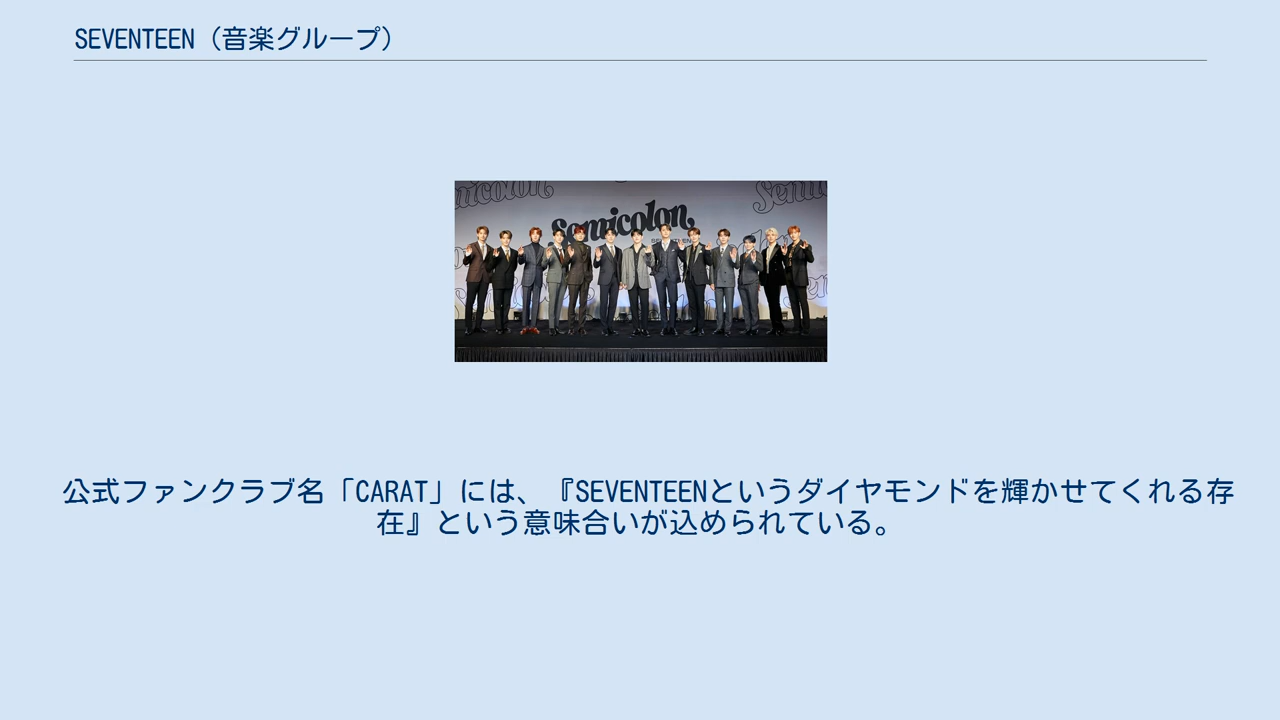 SEVENTEEN（音楽グループ）
Semicolon
公式ファンクラブ名「CARAT」には、『SEVENTEENというダイヤモンドを輝かせてくれる存
在』という意味合いが込められている。